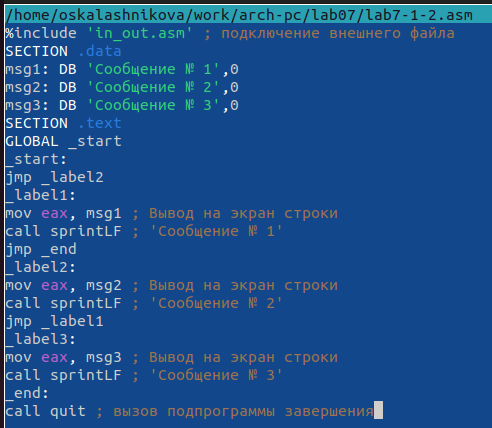 /home/oskalashnikova/work/arch-pc/lab07/lab7-1-2.asm
%include 'in_out.asm' ; подключение внешнего файла
SECTION .data
msg1: DB 'Сообщение № 1',0
msg2: DB 'Сообщение № 2',0
msg3: DB 'Сообщение № 3',0
SECTION .text
GLOBAL _start
_start:
jmp _label2
_label1:
mov eax, msg1 ; Вывод на экран строки
call sprintLF ; 'Сообщение № 1'
jmp _end
_label2:
mov eax, msg2 ; Вывод на экран строки
call sprintLF ; 'Сообщение № 2'
jmp _label1
_label3:
mov eax, msg3 ; Вывод на экран строки
call sprintLF ; 'Сообщение № 3'
_end:
call quit ; вызов подпрограммы завершения